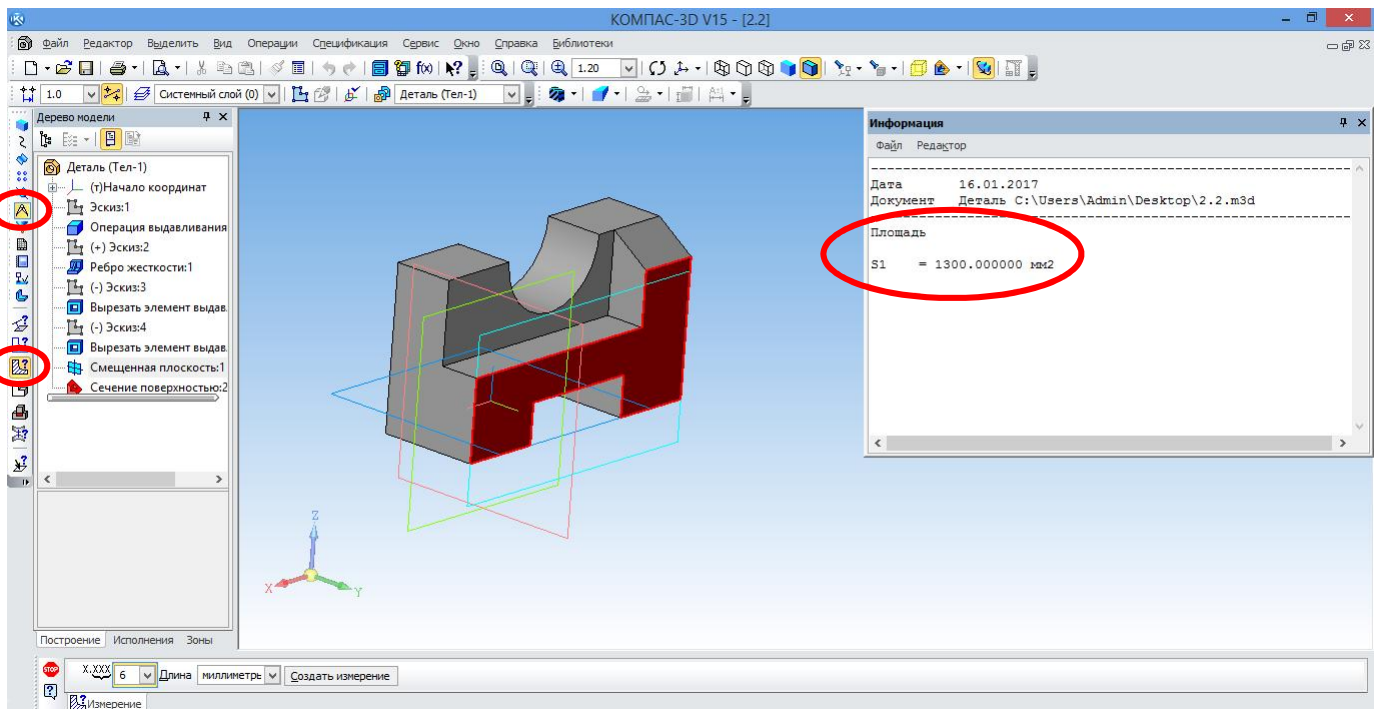 КОМПАС-3D V15 - [2.2]
Файл Редактор Выделить Вид Операции Спецификация Сервис Окно Справка Библиотеки
1.20
1.0 Системный слой (0) Деталь (Тел-1)
Дерево модели
Деталь (Тел-1)
(т)Начало координат
Эскиз:1
Операция выдавливания
(+) Эскиз:2
Ребро жесткости:1
(-) Эскиз:3
Вырезать элемент выдав.
(-) Эскиз:4
Вырезать элемент выдав.
Смещенная плоскость:1
Сечение поверхностью:2
Построение Исполнения Зоны
Z
X
Y
Информация
Файл Редактор
Дата 16.01.2017
Документ Деталь C:\Users\Admin\Desktop\2.2.m3d
Площадь
S1 = 1300.000000 мм2
STOP X.XXX 6 Длина миллиметрь Создать измерение
Измерение